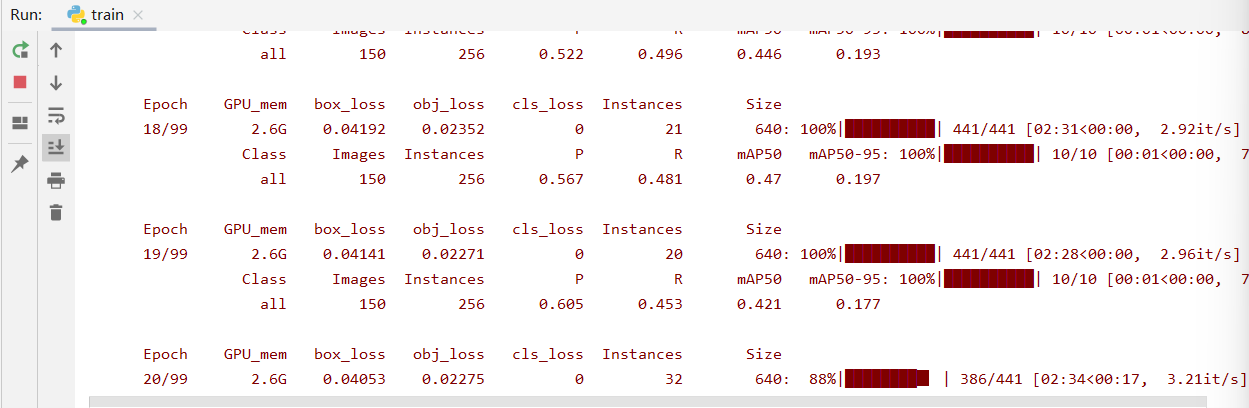 Run: train
Class Images Instances P R mAP50 mAP50-95: 100%| | 10/10 [00:01<00:00,
all 150 256 0.522 0.496 0.446 0.193
Epoch GPU_mem box_loss obj_loss cls_loss Instances Size
18/99 2.6G 0.04192 0.02352 0 21 640: 100%| | 441/441 [02:31<00:00, 2.92it/s]
Class Images Instances P R mAP50 mAP50-95: 100%| | 10/10 [00:01<00:00, 7
all 150 256 0.567 0.481 0.47 0.197
Epoch GPU_mem box_loss obj_loss cls_loss Instances Size
19/99 2.6G 0.04141 0.02271 0 20 640: 100%| | 441/441 [02:28<00:00, 2.96it/s]
Class Images Instances P R mAP50 mAP50-95: 100%| | 10/10 [00:01<00:00, 7
all 150 256 0.605 0.453 0.421 0.177
Epoch GPU_mem box_loss obj_loss cls_loss Instances Size
20/99 2.6G 0.04053 0.02275 0 32 640: 88%| | 386/441 [02:34<00:17, 3.21it/s]